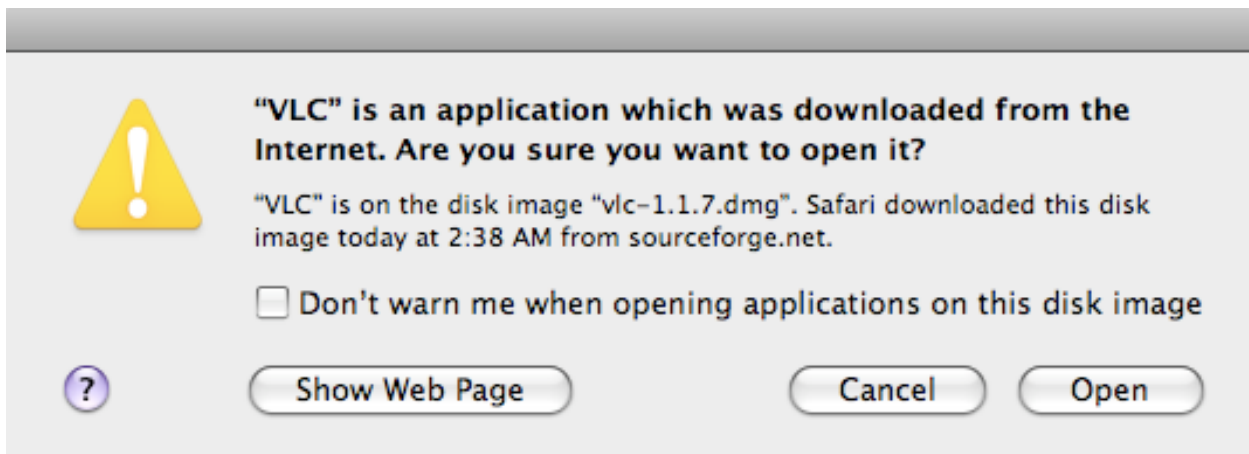 “VLC” is an application which was downloaded from the
Internet. Are you sure you want to open it?
“VLC” is on the disk image “vlc-1.1.7.dmg”. Safari downloaded this disk
image today at 2:38 AM from sourceforge.net.
Don’t warn me when opening applications on this disk image
? Show Web Page Cancel Open